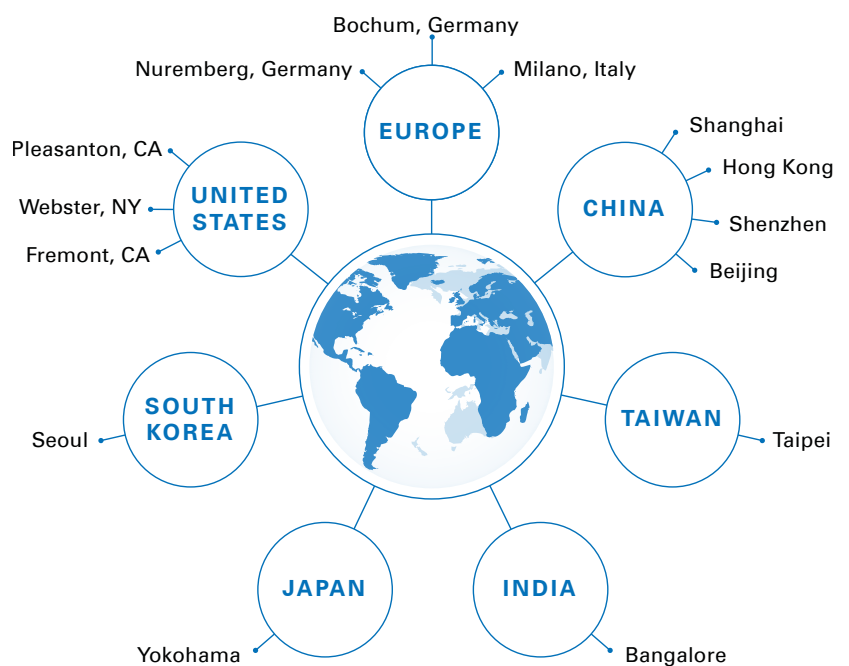 Bochum, Germany
Nuremberg, Germany
Milano, Italy
EUROPE
Shanghai
Pleasanton, CA
Hong Kong
UNITED
STATES
CHINA
Webster, NY
Shenzhen
Fremont, CA
Beijing
SOUTH
KOREA
TAIWAN
Seoul
Taipei
JAPAN
INDIA
Yokohama
Bangalore